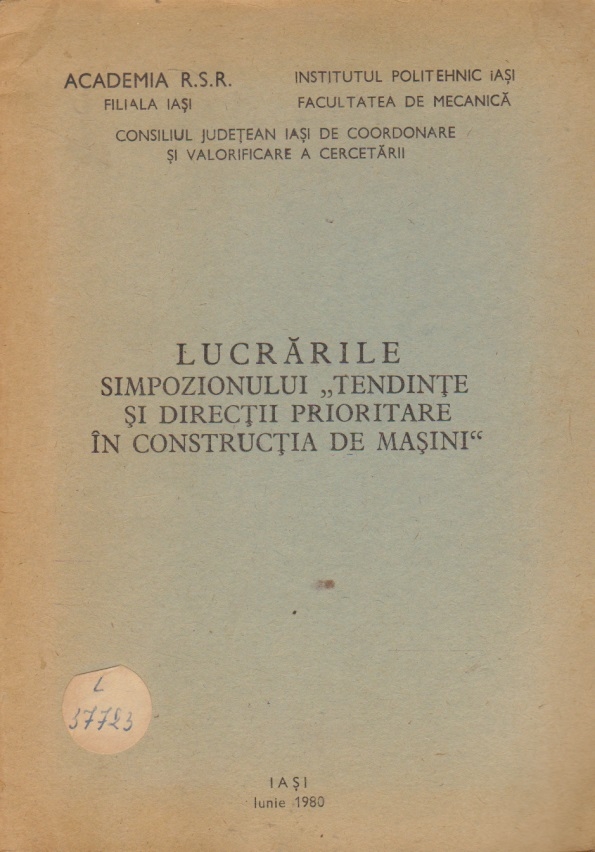 ACADEMIA R.S.R.
FILIALA IAŞI
INSTITUTUL POLITEHNIC IAŞI
FACULTATEA DE MECANICĂ
CONSILIUL JUDEŢEAN IAŞI DE COORDONARE
ŞI VALORIFICARE A CERCETĂRII
LUCRĂRILE
SIMPOZIONULUI „TENDINŢE
ŞI DIRECŢII PRIORITARE
ÎN CONSTRUCŢIA DE MAŞINI“
L
37723
IAŞI
Iunie 1980